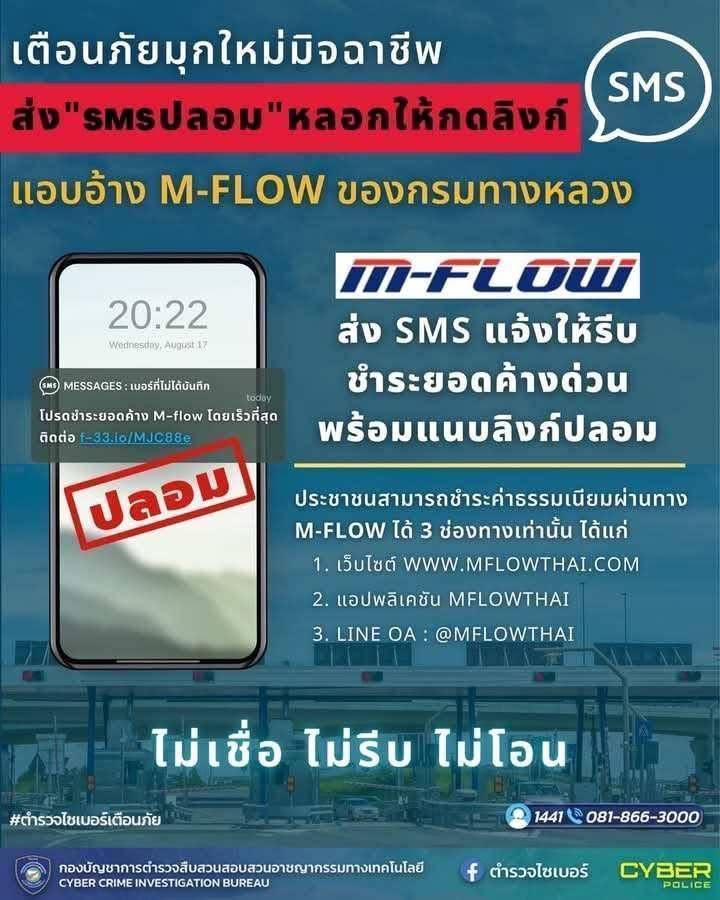 เตือนภัยมุกใหม่มิจฉาชีพ
SMS
ส่ง"SMSปลอม"หลอกให้กดลิงก์
แอบอ้าง M-FLOW ของกรมทางหลวง
20:22
Wednesday, August 17
SMS MESSAGES : เบอร์ที่ไม่ได้บันทึก
today
โปรดชำระยอดค้าง M-flow โดยเร็วที่สุด
ติดต่อ f-33.io/MJC88e
ปลอม
M-FLOW
ส่ง SMS แจ้งให้รีบ
ชำระยอดค้างด่วน
พร้อมแนบลิงก์ปลอม
ประชาชนสามารถชำระค่าธรรมเนียมผ่านทาง
M-FLOW ได้ 3 ช่องทางเท่านั้น ได้แก่
1. เว็บไซต์ WWW.MFLOWTHAI.COM
2. แอปพลิเคชัน MFLOWTHAI
3. LINE OA : @MFLOWTHAI
ไม่เชื่อ ไม่รีบ ไม่โอน
#ตำรวจไซเบอร์เตือนภัย
1441 081-866-3000
กองบัญชาการตำรวจสืบสวนสอบสวนอาชญากรรมทางเทคโนโลยี
CYBER CRIME INVESTIGATION BUREAU
ตำรวจไซเบอร์
CYBER
POLICE